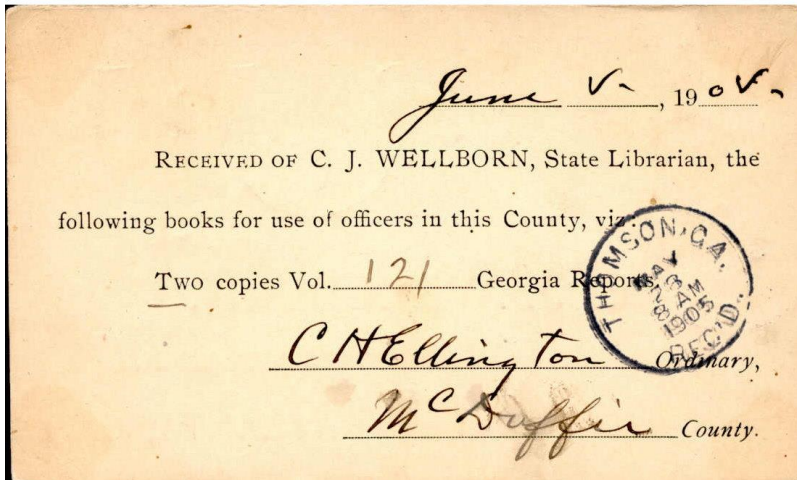 June 5-, 1905-
RECEIVED OF C. J. WELLBORN, State Librarian, the
following books for use of officers in this County, viz:
Two copies Vol. 121 Georgia Reports.
THOMSON, GA.
MAY
8 AM
1905
REC'D.
C H Ellington Ordinary,
McDuffie County.